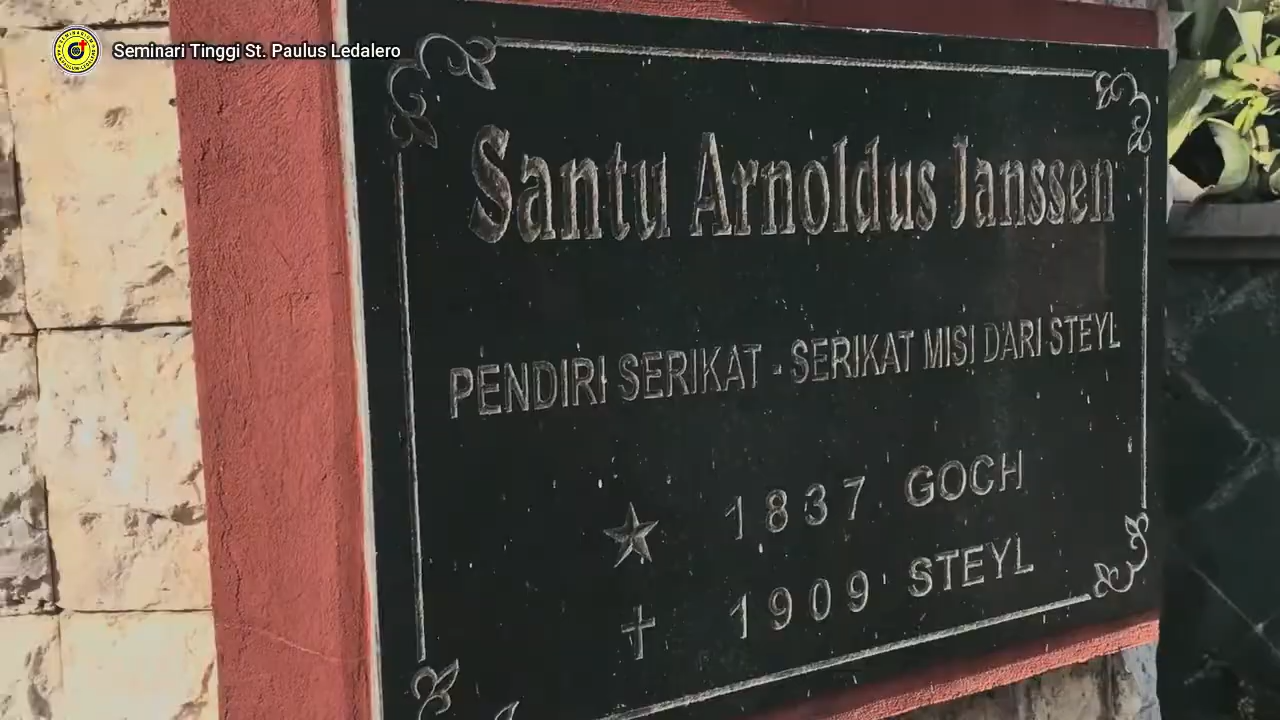 Seminari Tinggi St. Paulus Ledalero
Santu Arnoldus Janssen
PENDIRI SERIKAT - SERIKAT MISI DARI STEYL
1837 GOCH
1909 STEYL